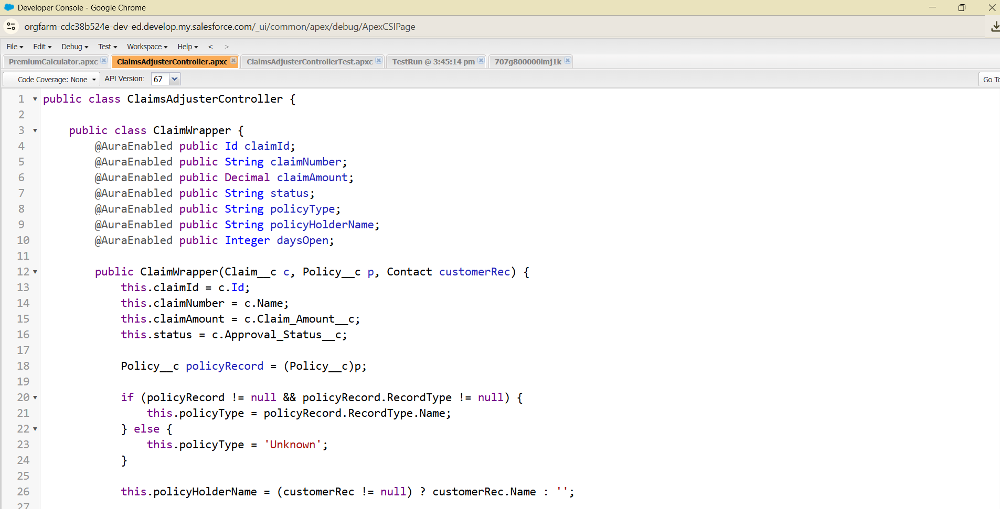 Developer Console - Google Chrome
orgfarm-cdc38b524e-dev-ed.develop.my.salesforce.com/_ui/common/apex/debug/ApexCSIPage
File Edit Debug Test Workspace Help < >
PremiumCalculator.apxc ClaimsAdjusterController.apxc ClaimsAdjusterControllerTest.apxc TestRun @ 3:45:14 pm 707g800000lmj1k
Code Coverage: None API Version: 67 Go To
1 public class ClaimsAdjusterController {
2
3 public class ClaimWrapper {
4 @AuraEnabled public Id claimId;
5 @AuraEnabled public String claimNumber;
6 @AuraEnabled public Decimal claimAmount;
7 @AuraEnabled public String status;
8 @AuraEnabled public String policyType;
9 @AuraEnabled public String policyHolderName;
10 @AuraEnabled public Integer daysOpen;
11
12 public ClaimWrapper(Claim__c c, Policy__c p, Contact customerRec) {
13 this.claimId = c.Id;
14 this.claimNumber = c.Name;
15 this.claimAmount = c.Claim_Amount__c;
16 this.status = c.Approval_Status__c;
17
18 Policy__c policyRecord = (Policy__c)p;
19
20 if (policyRecord != null && policyRecord.RecordType != null) {
21 this.policyType = policyRecord.RecordType.Name;
22 } else {
23 this.policyType = 'Unknown';
24 }
25
26 this.policyHolderName = (customerRec != null) ? customerRec.Name : '';
27